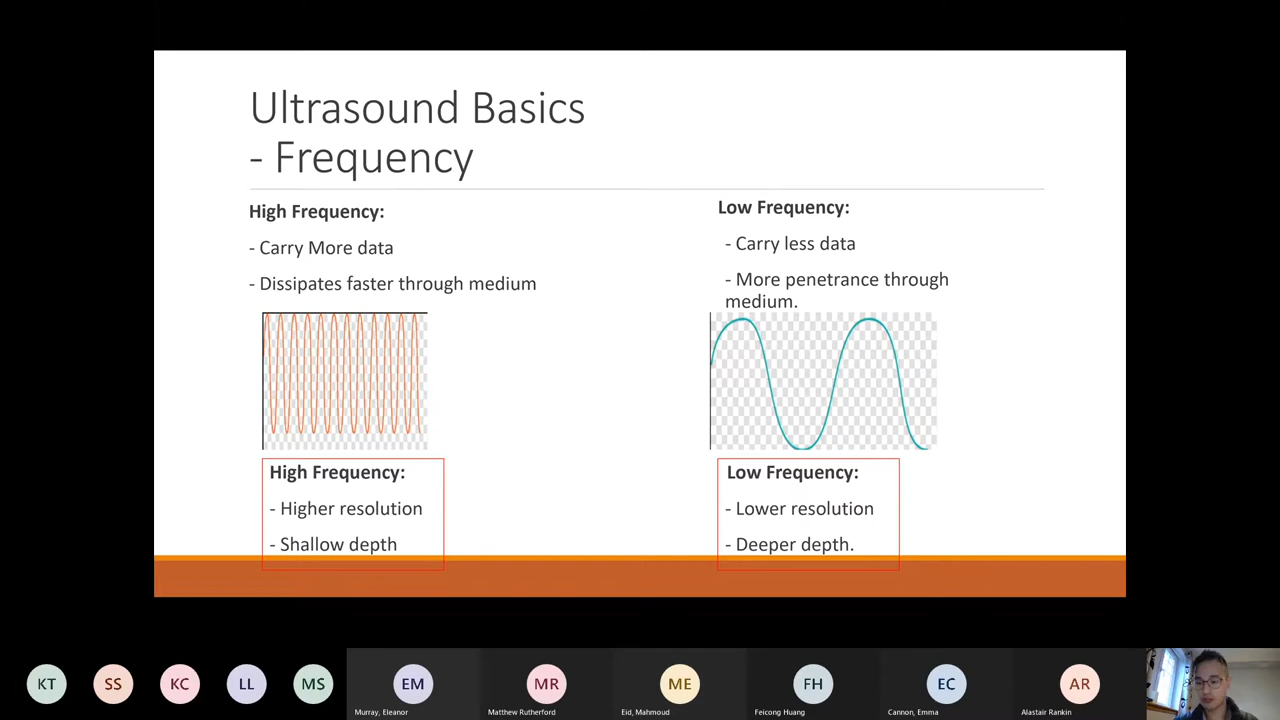 Ultrasound Basics
- Frequency
High Frequency:
- Carry More data
- Dissipates faster through medium
Low Frequency:
- Carry less data
- More penetrance through
medium.
High Frequency:
- Higher resolution
- Shallow depth
Low Frequency:
- Lower resolution
- Deeper depth.
KT
SS
KC
LL
MS
EM
Murray, Eleanor
MR
Matthew Rutherford
ME
Eid, Mahmoud
FH
Feicong Huang
EC
Cannon, Emma
AR
Alastair Rankin